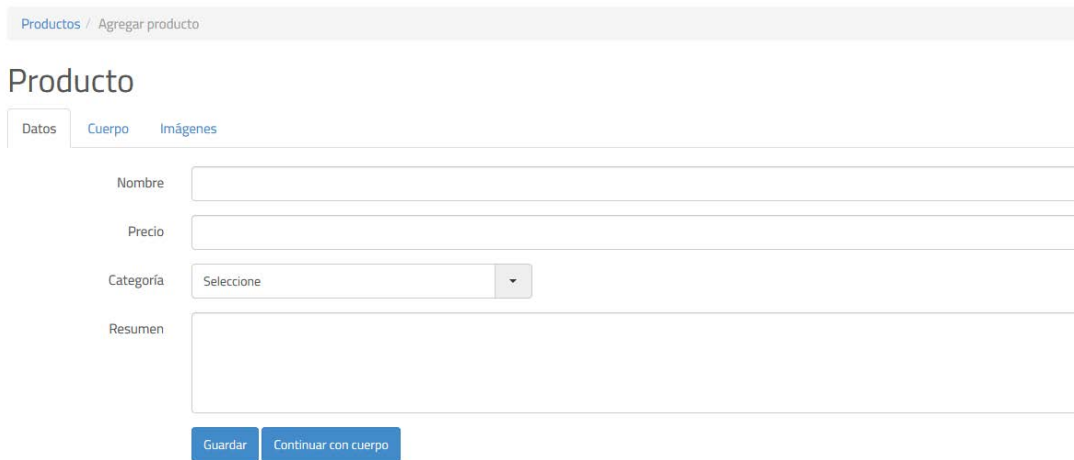 Productos / Agregar producto
Producto
Datos Cuerpo Imágenes
Nombre
Precio
Categoría Seleccione
Resumen
Guardar Continuar con cuerpo